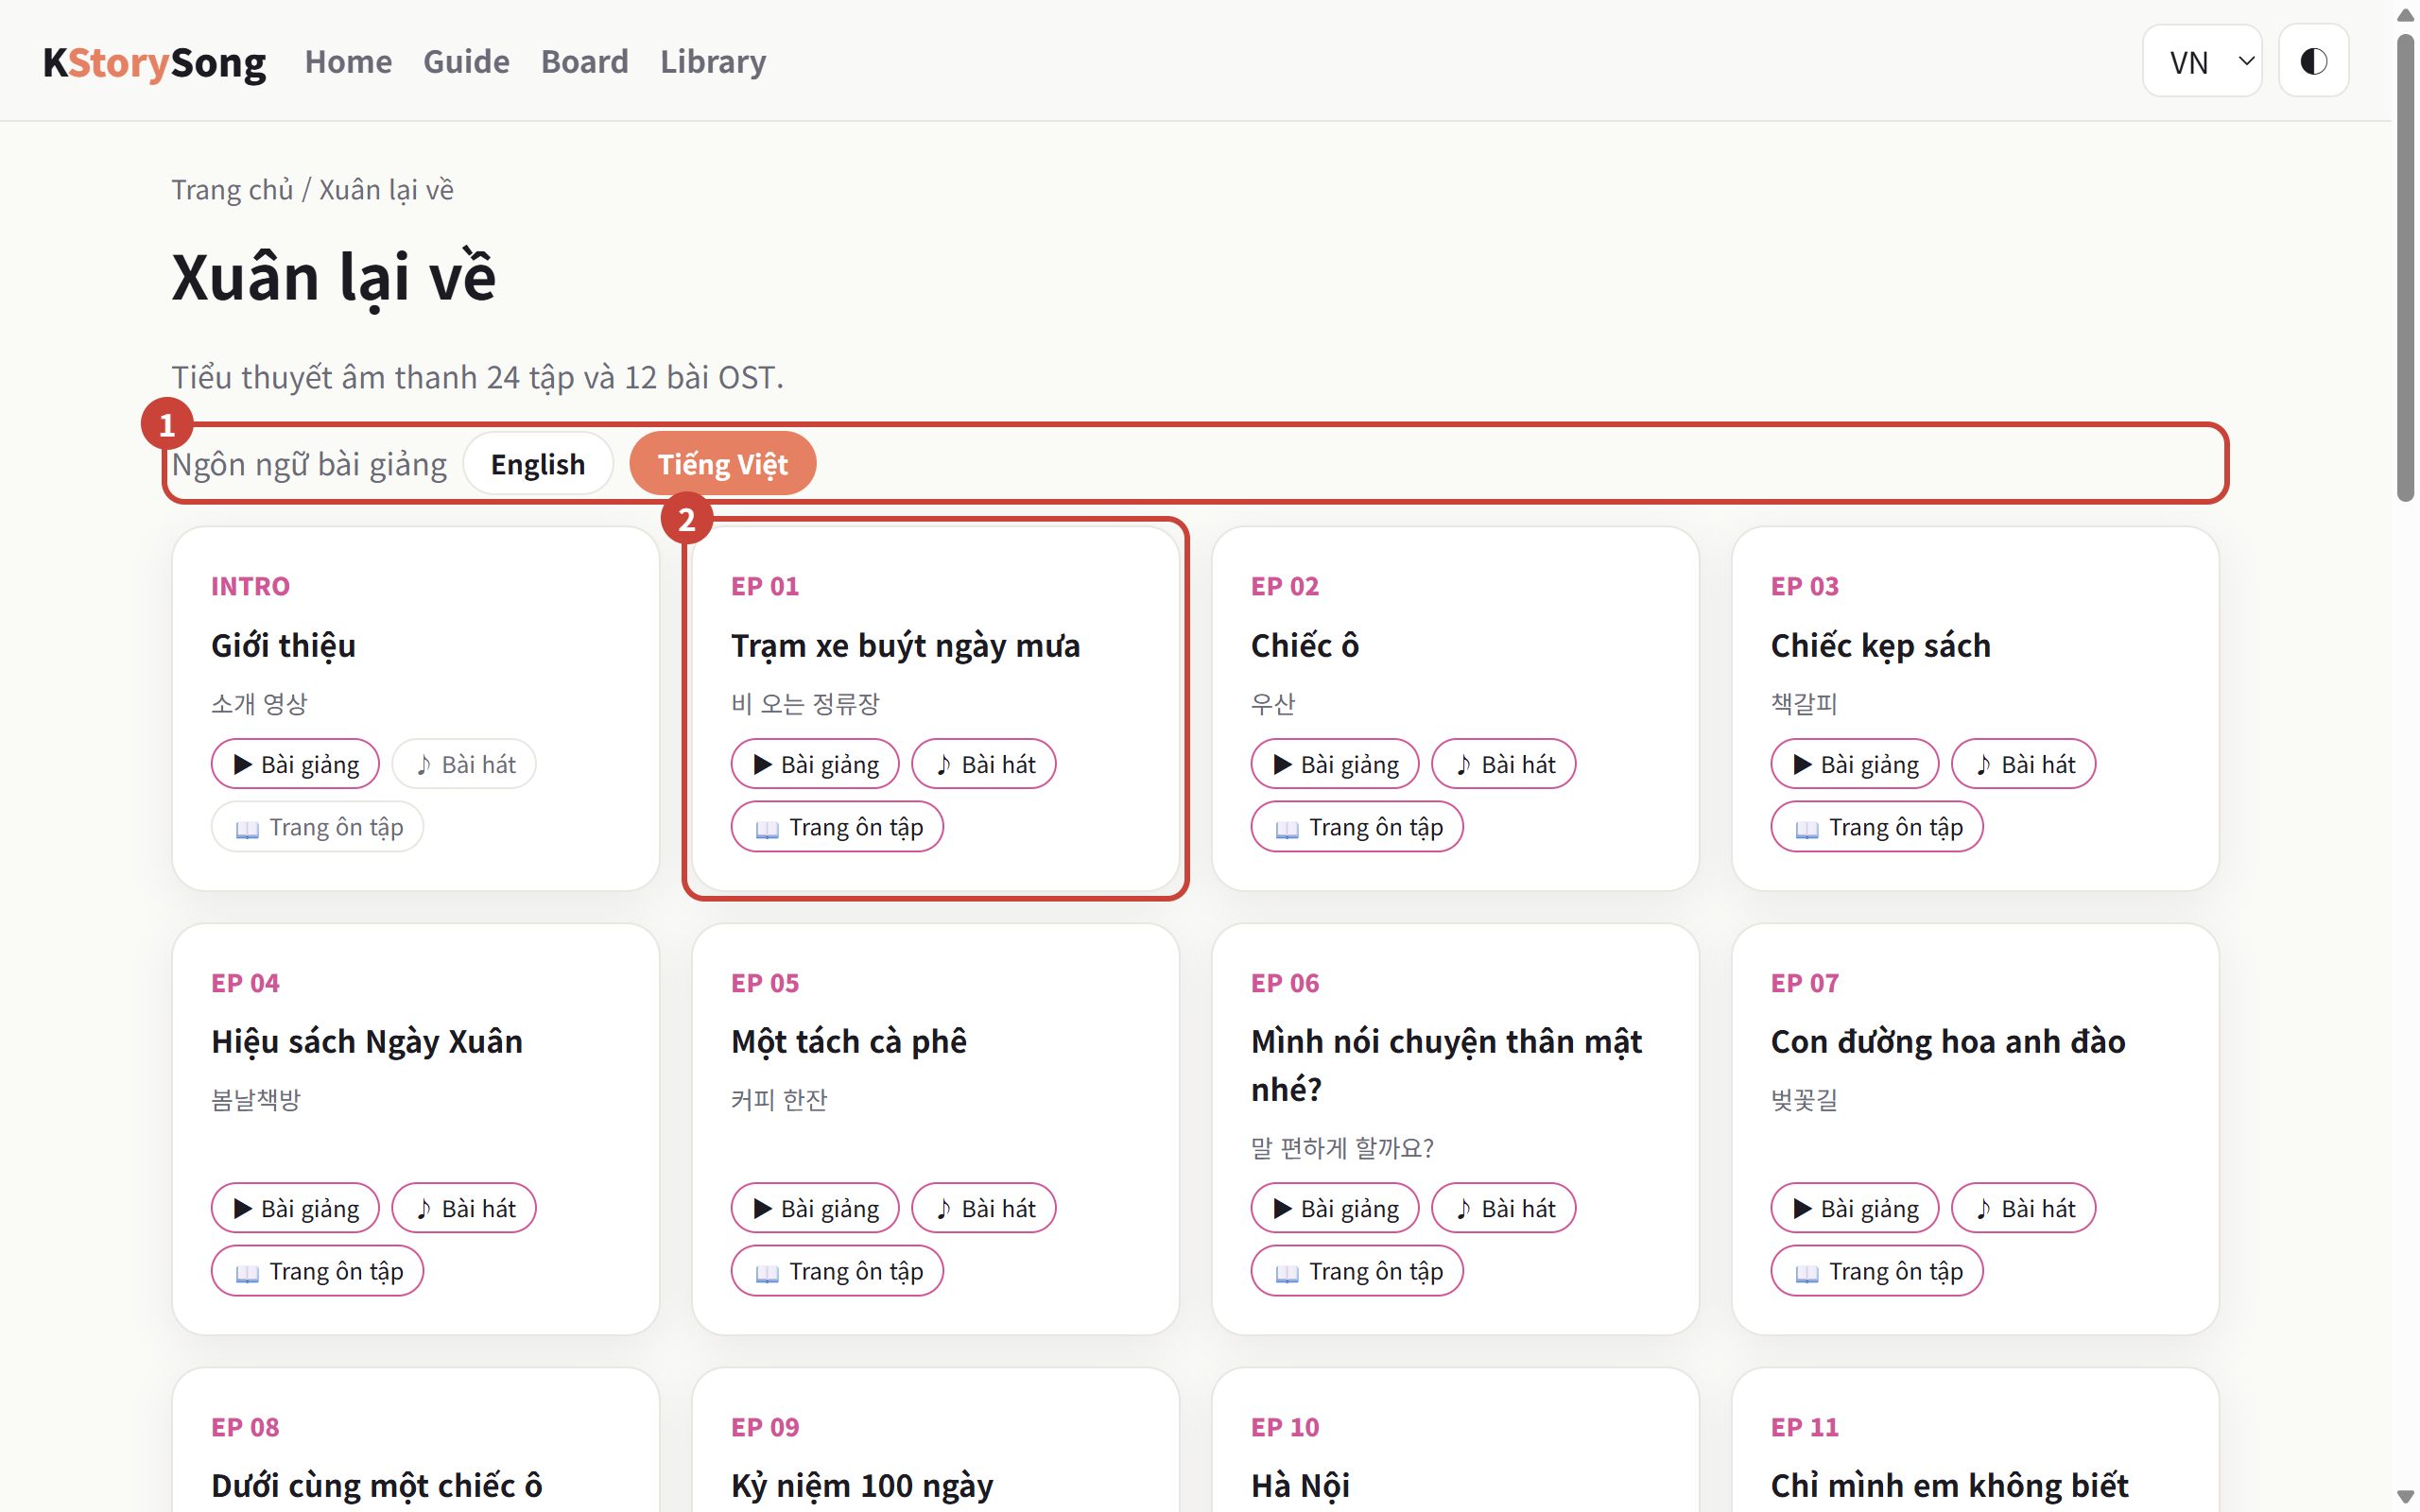 KStorySong Home Guide Board Library VN
Trang chủ / Xuân lại về
Xuân lại về
Tiểu thuyết âm thanh 24 tập và 12 bài OST.
1
Ngôn ngữ bài giảng English Tiếng Việt
2
INTRO
Giới thiệu
소개 영상
▶ Bài giảng ♪ Bài hát
📖 Trang ôn tập
EP 01
Trạm xe buýt ngày mưa
비 오는 정류장
▶ Bài giảng ♪ Bài hát
📖 Trang ôn tập
EP 02
Chiếc ô
우산
▶ Bài giảng ♪ Bài hát
📖 Trang ôn tập
EP 03
Chiếc kẹp sách
책갈피
▶ Bài giảng ♪ Bài hát
📖 Trang ôn tập
EP 04
Hiệu sách Ngày Xuân
봄날책방
▶ Bài giảng ♪ Bài hát
📖 Trang ôn tập
EP 05
Một tách cà phê
커피 한잔
▶ Bài giảng ♪ Bài hát
📖 Trang ôn tập
EP 06
Mình nói chuyện thân mật
nhé?
말 편하게 할까요?
▶ Bài giảng ♪ Bài hát
📖 Trang ôn tập
EP 07
Con đường hoa anh đào
벚꽃길
▶ Bài giảng ♪ Bài hát
📖 Trang ôn tập
EP 08
Dưới cùng một chiếc ô
EP 09
Kỷ niệm 100 ngày
EP 10
Hà Nội
EP 11
Chỉ mình em không biết